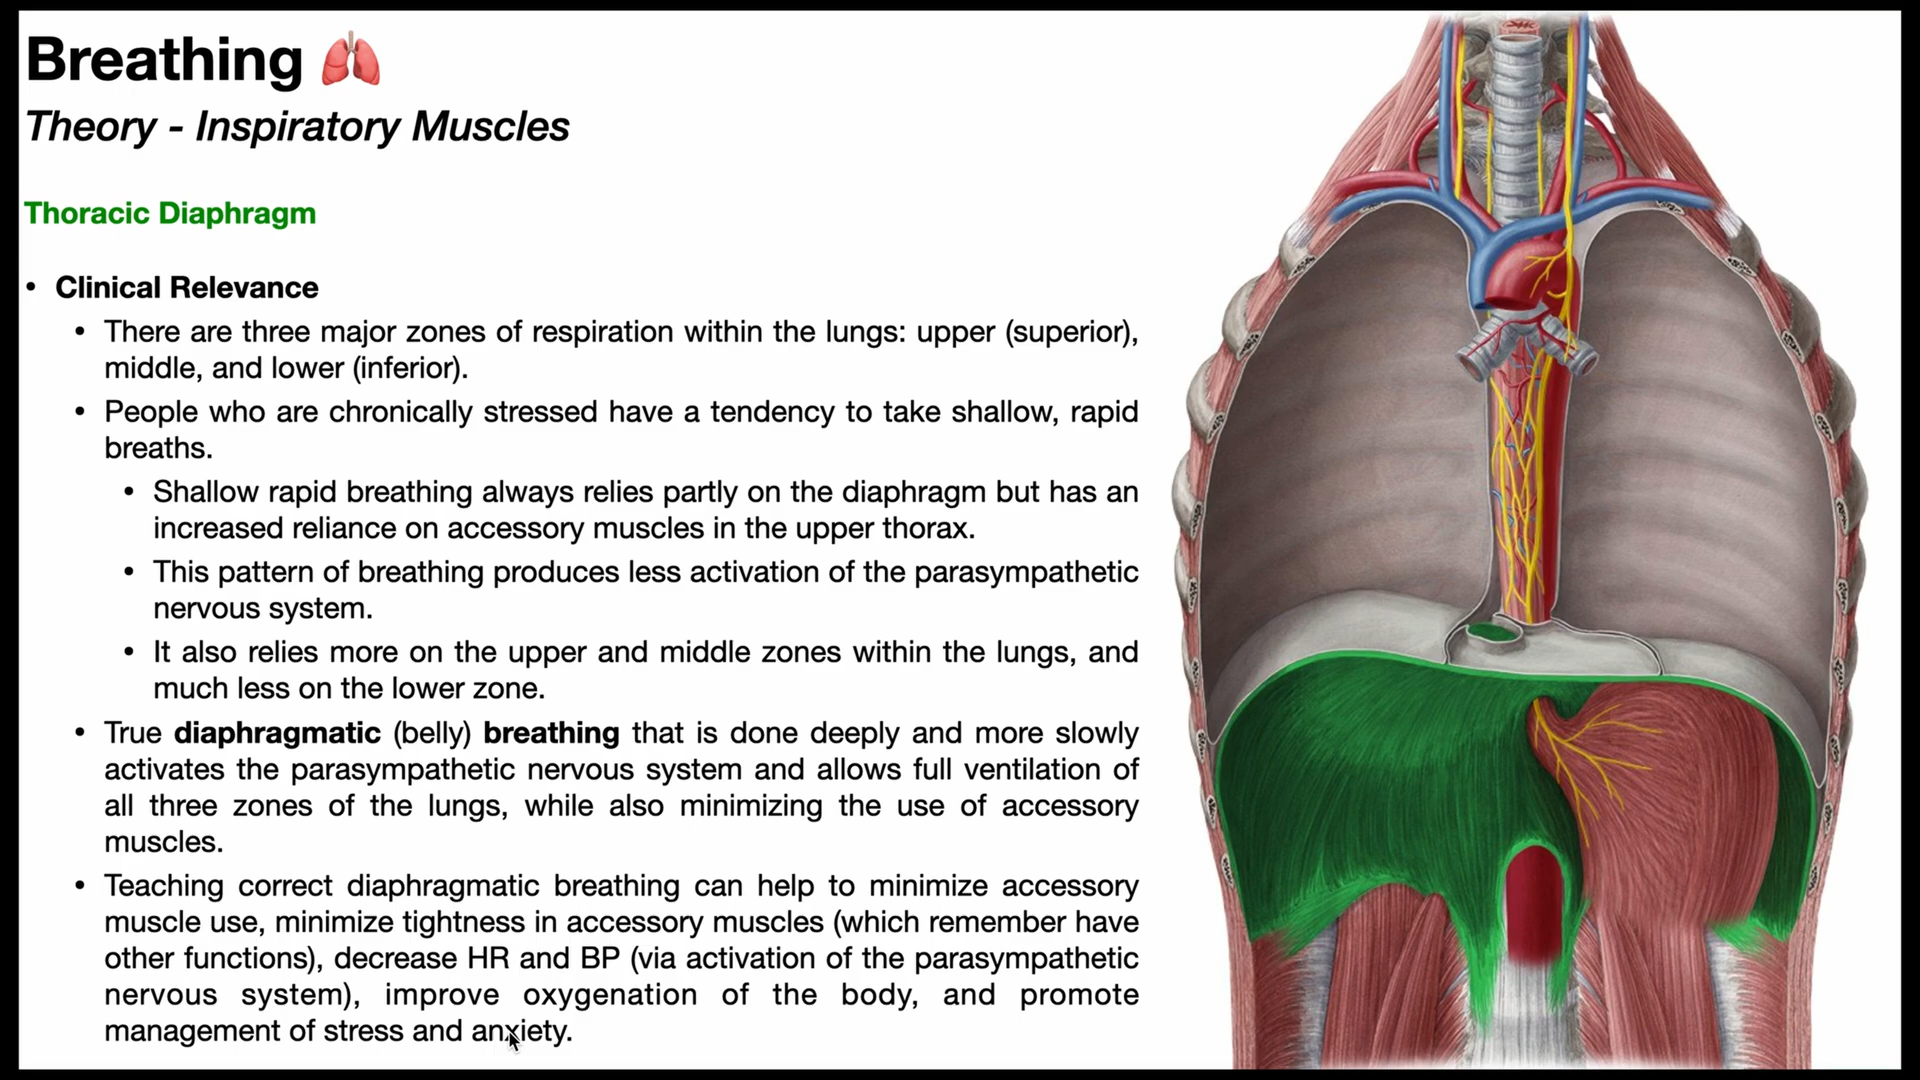 Breathing 🫁
Theory - Inspiratory Muscles
Thoracic Diaphragm
• Clinical Relevance
• There are three major zones of respiration within the lungs: upper (superior),
middle, and lower (inferior).
• People who are chronically stressed have a tendency to take shallow, rapid
breaths.
• Shallow rapid breathing always relies partly on the diaphragm but has an
increased reliance on accessory muscles in the upper thorax.
• This pattern of breathing produces less activation of the parasympathetic
nervous system.
• It also relies more on the upper and middle zones within the lungs, and
much less on the lower zone.
• True diaphragmatic (belly) breathing that is done deeply and more slowly
activates the parasympathetic nervous system and allows full ventilation of
all three zones of the lungs, while also minimizing the use of accessory
muscles.
• Teaching correct diaphragmatic breathing can help to minimize accessory
muscle use, minimize tightness in accessory muscles (which remember have
other functions), decrease HR and BP (via activation of the parasympathetic
nervous system), improve oxygenation of the body, and promote
management of stress and anxiety.